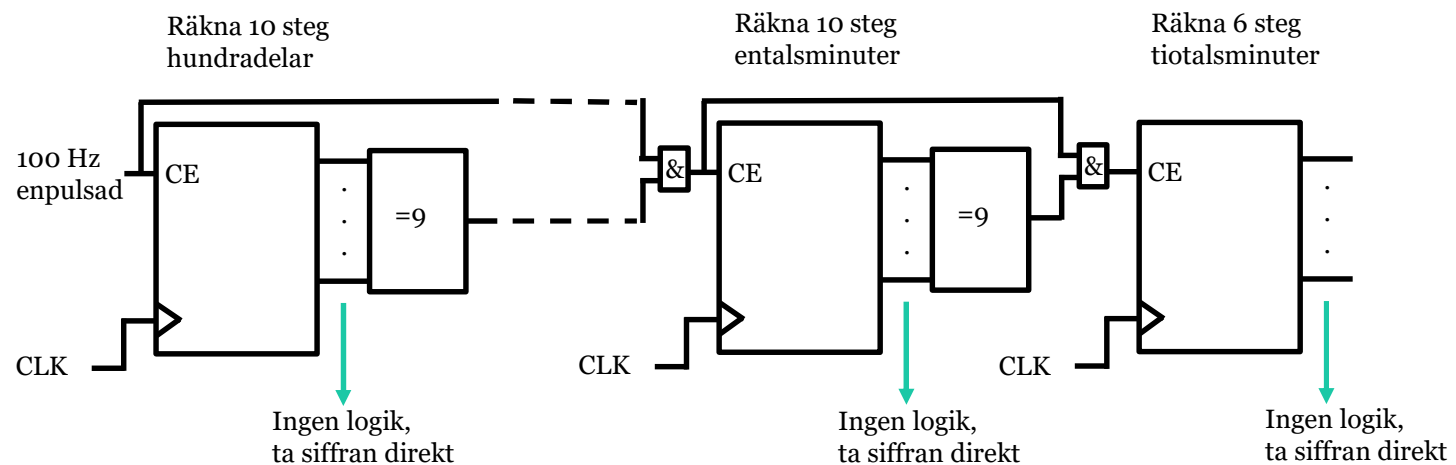 Räkna 10 steg
hundradelar
Räkna 10 steg
entalsminuter
Räkna 6 steg
tiotalsminuter
100 Hz
enpulsad
CE
=9
&
CE
=9
&
CE
CLK
CLK
CLK
Ingen logik,
ta siffran direkt
Ingen logik,
ta siffran direkt
Ingen logik,
ta siffran direkt